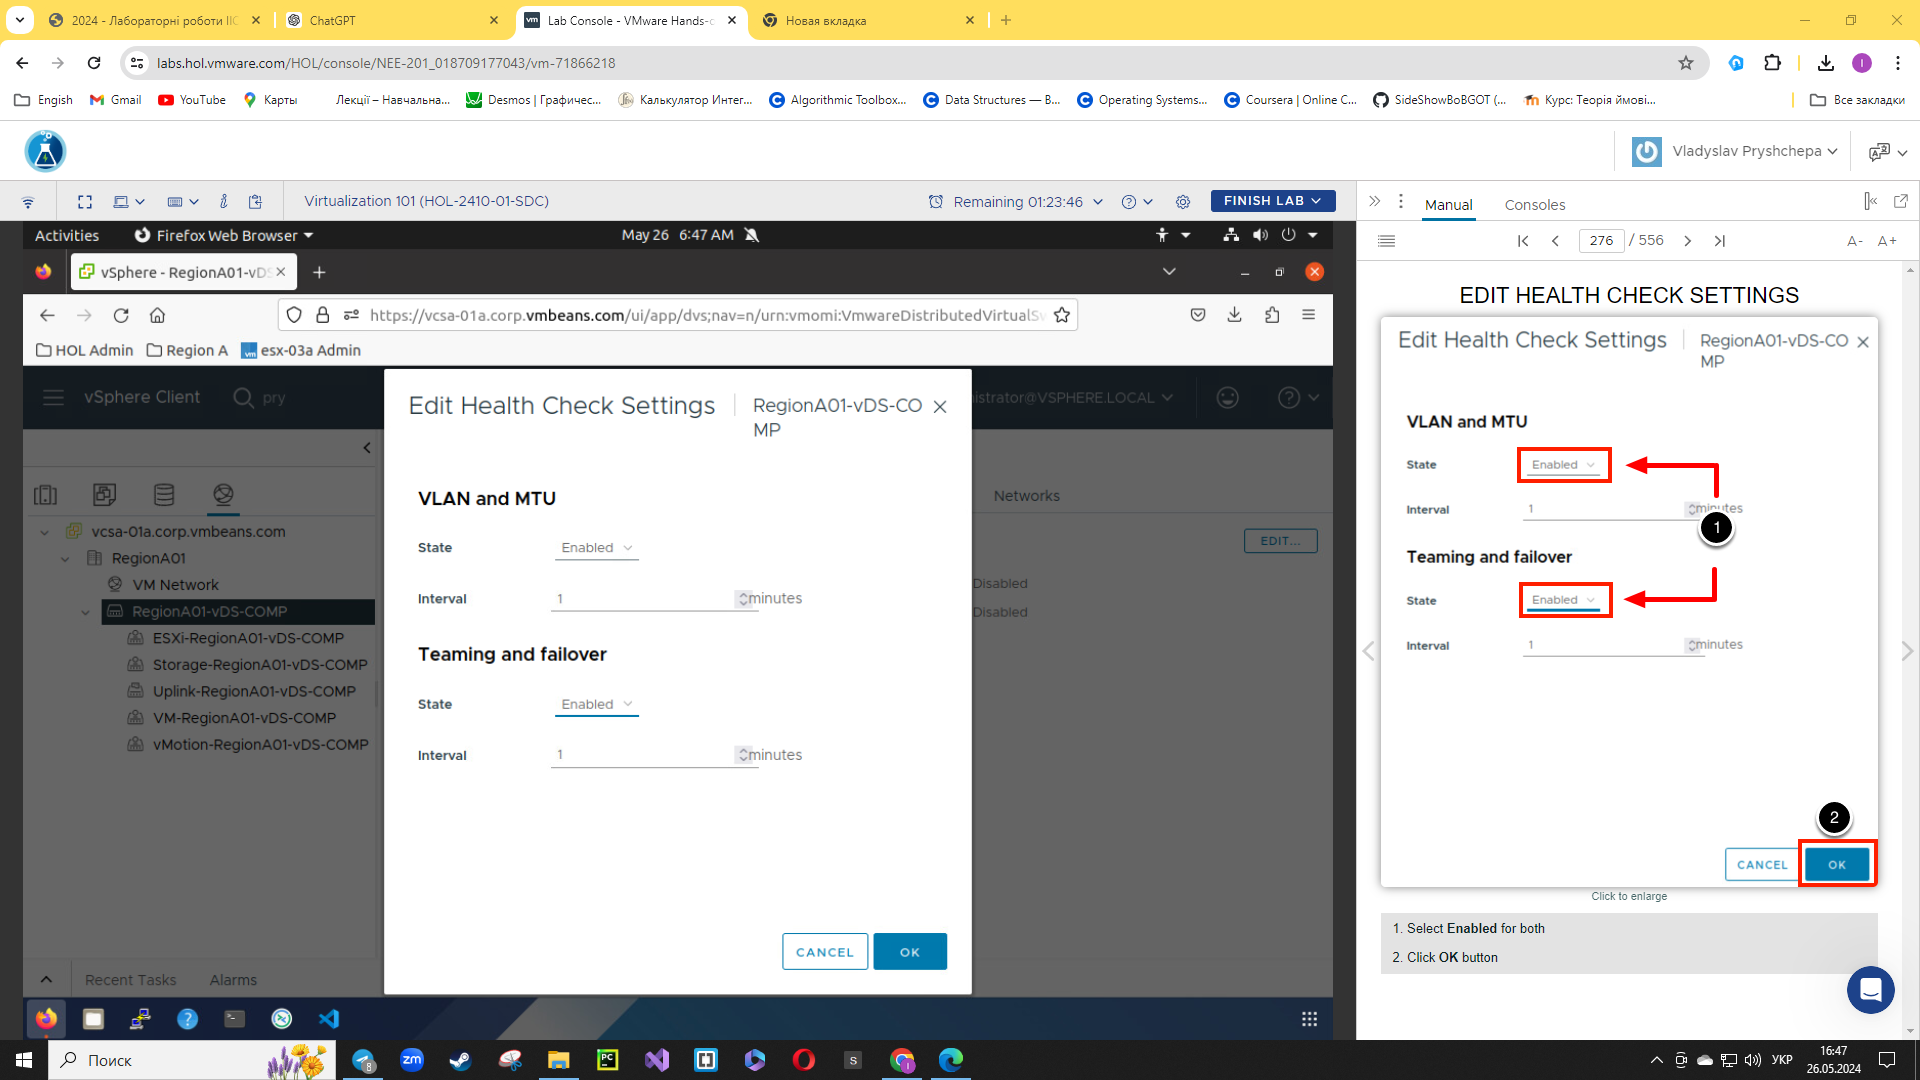 2024 - Лабораторні роботи ІІС
ChatGPT
Lab Console - VMware Hands-o
Новая вкладка
labs.hol.vmware.com/HOL/console/NEE-201_018709177043/vm-71866218
Engish
Gmail
YouTube
Карты
Лекції – Навчальна...
Desmos | Графичес...
Калькулятор Интег...
Algorithmic Toolbox...
Data Structures — В...
Operating Systems...
Coursera | Online C...
SideShowBoBGOT (...
Курс: Теорія ймові...
Все закладки
Vladyslav Pryshchepa
Virtualization 101 (HOL-2410-01-SDC)
Remaining 01:23:46
FINISH LAB
Manual
Consoles
276 / 556
A-
A+
Activities
Firefox Web Browser
May 26 6:47 AM
vSphere - RegionA01-vDS
https://vcsa-01a.corp.vmbeans.com/ui/app/dvs;nav=n/urn:vmomi:VmwareDistributedVirtualSw
HOL Admin
Region A
esx-03a Admin
vSphere Client
pry
istrator@VSPHERE.LOCAL
vcsa-01a.corp.vmbeans.com
RegionA01
VM Network
RegionA01-vDS-COMP
ESXi-RegionA01-vDS-COMP
Storage-RegionA01-vDS-COMP
Uplink-RegionA01-vDS-COMP
VM-RegionA01-vDS-COMP
vMotion-RegionA01-vDS-COMP
Networks
EDIT...
Disabled
Disabled
Edit Health Check Settings
RegionA01-vDS-CO
MP
VLAN and MTU
State
Enabled
Interval
1
minutes
Teaming and failover
State
Enabled
Interval
1
minutes
CANCEL
OK
Recent Tasks
Alarms
EDIT HEALTH CHECK SETTINGS
Edit Health Check Settings
RegionA01-vDS-CO
MP
VLAN and MTU
State
Enabled
Interval
1
minutes
1
Teaming and failover
State
Enabled
Interval
1
minutes
2
CANCEL
OK
Click to enlarge
1. Select Enabled for both
2. Click OK button
Поиск
8
zm
PC
S
I
УКР
16:47
26.05.2024